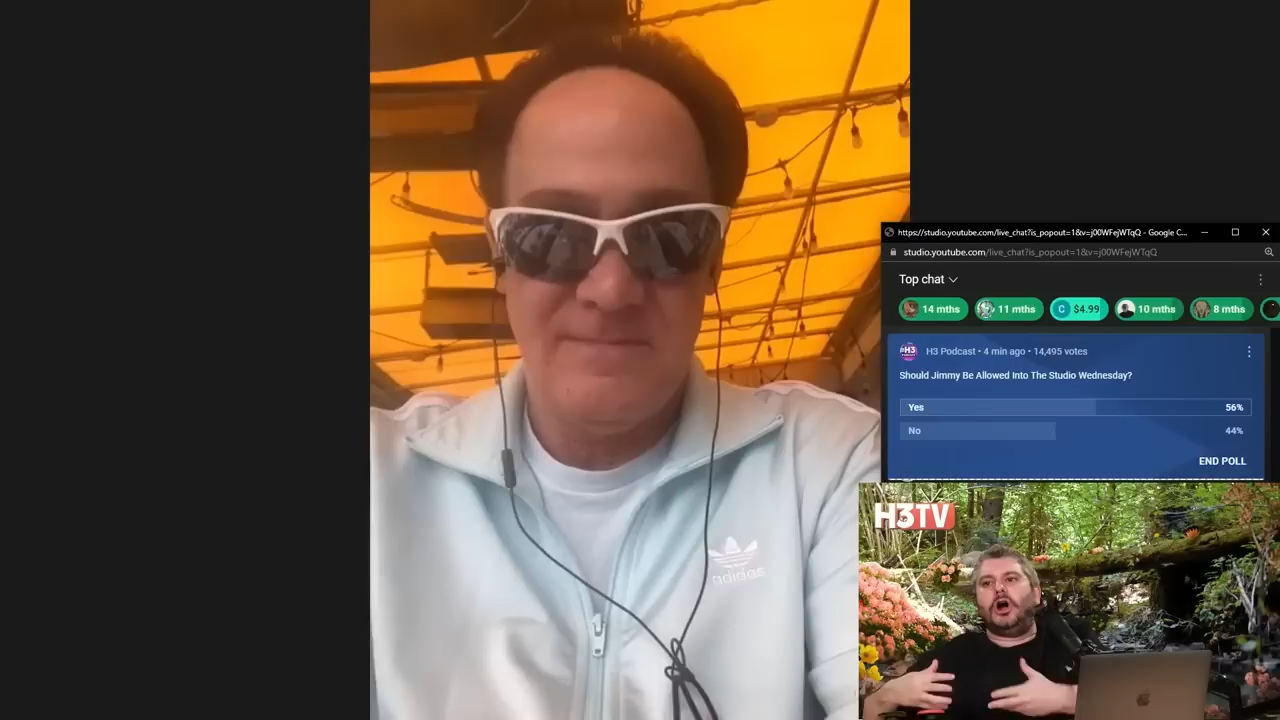 https://studio.youtube.com/live_chat?is_popout=1&v=j00WFejWTqQ - Google C...
studio.youtube.com/live_chat?is_popout=1&v=j00WFejWTqQ
Top chat
14 mths
11 mths
C $4.99
10 mths
8 mths
H3 PODCAST
H3 Podcast • 4 min ago • 14,495 votes
Should Jimmy Be Allowed Into The Studio Wednesday?
Yes 56%
No 44%
END POLL
H3TV
adidas